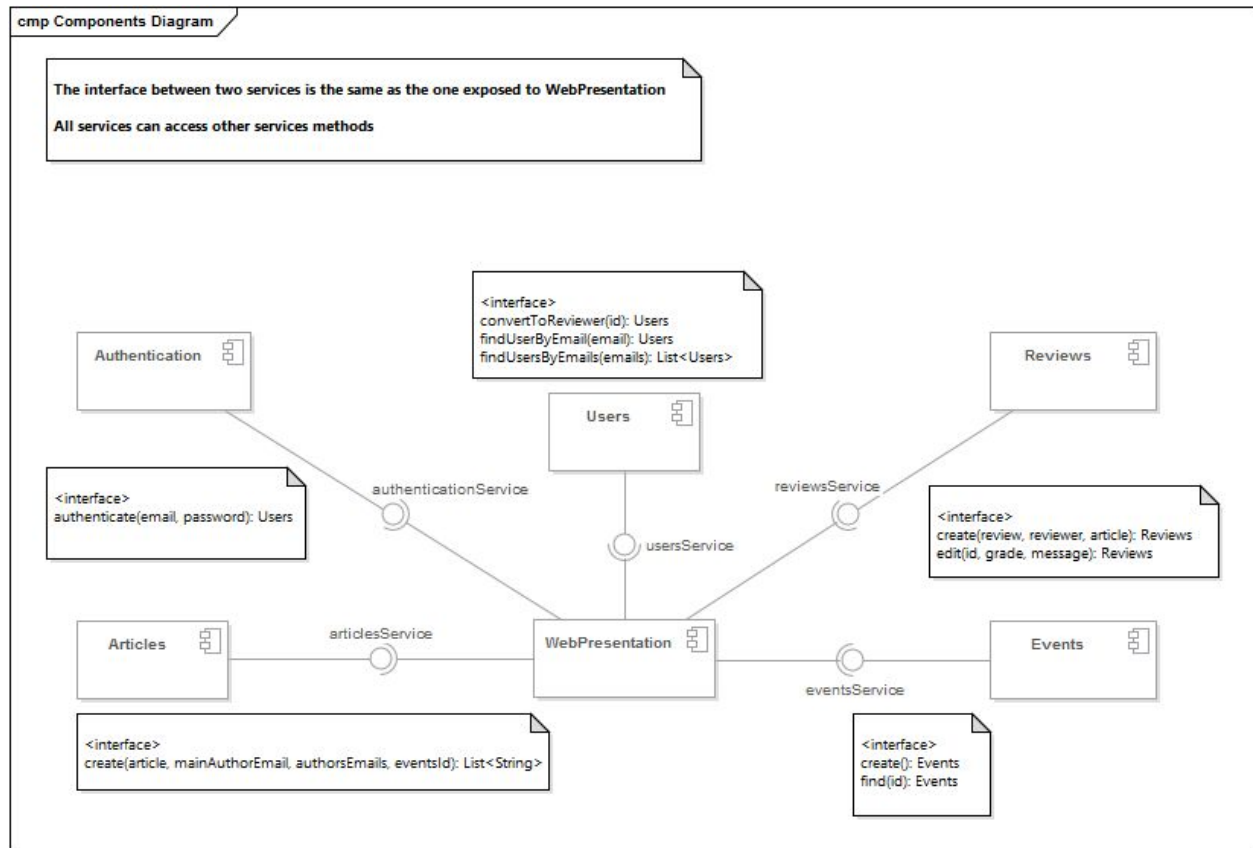 cmp Components Diagram
The interface between two services is the same as the one exposed to WebPresentation
All services can access other services methods
<interface>
convertToReviewer(id): Users
findUserByEmail(email): Users
findUsersByEmails(emails): List<Users>
Authentication
Users
Reviews
<interface>
authenticate(email, password): Users
authenticationService
usersService
reviewsService
<interface>
create(review, reviewer, article): Reviews
edit(id, grade, message): Reviews
Articles
articlesService
WebPresentation
eventsService
Events
<interface>
create(article, mainAuthorEmail, authorsEmails, eventsId): List<String>
<interface>
create(): Events
find(id): Events